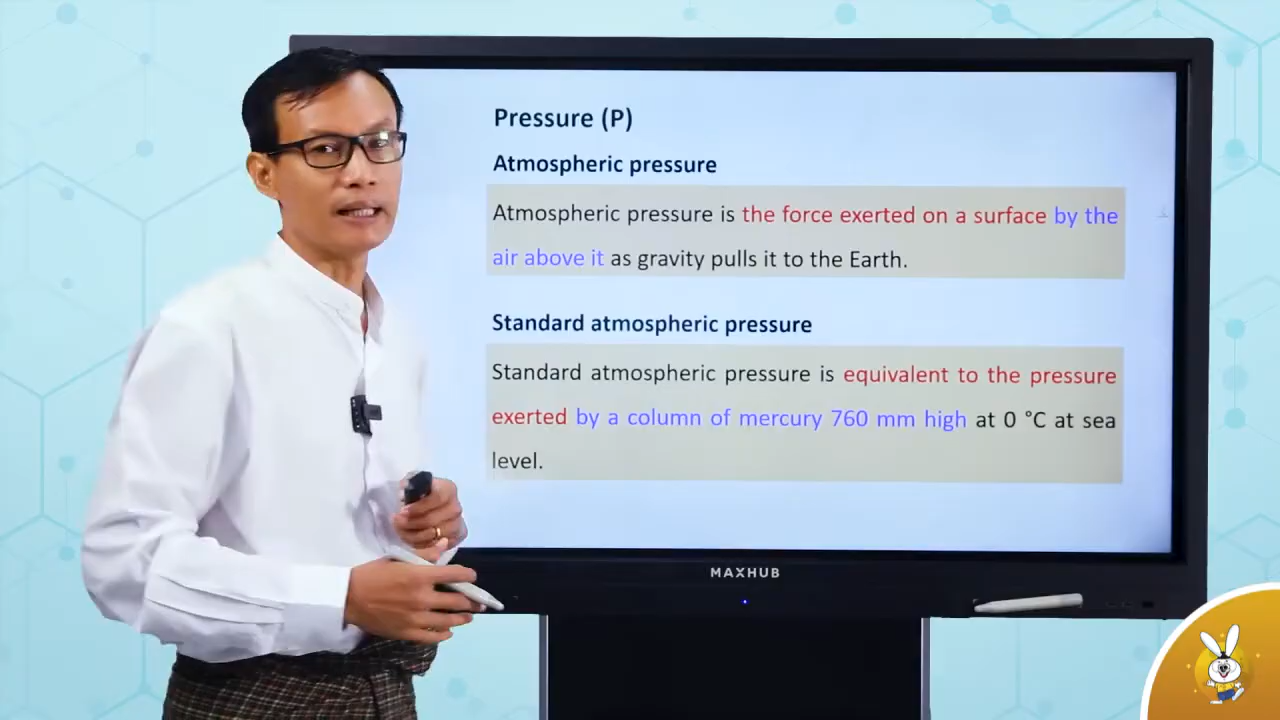 Pressure (P)
Atmospheric pressure
Atmospheric pressure is the force exerted on a surface by the
air above it as gravity pulls it to the Earth.
Standard atmospheric pressure
Standard atmospheric pressure is equivalent to the pressure
exerted by a column of mercury 760 mm high at 0 °C at sea
level.
MAXHUB